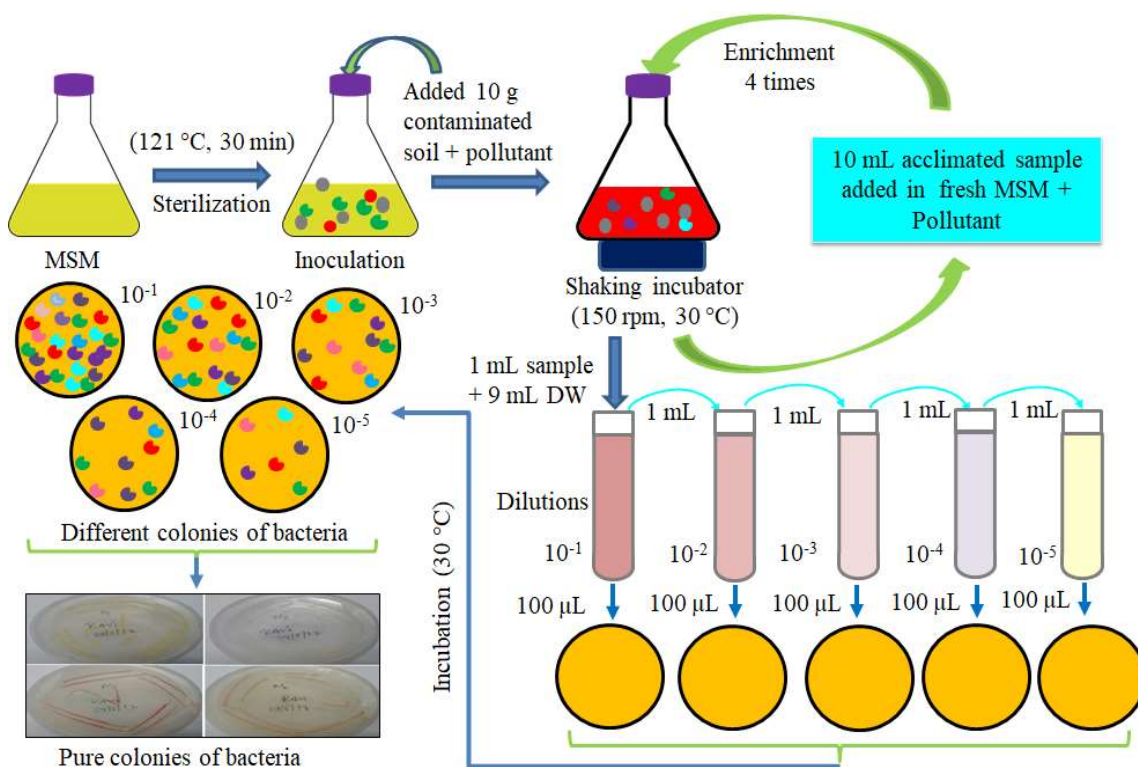 Enrichment
4 times
Added 10 g
contaminated
soil + pollutant
(121 °C, 30 min)
Sterilization
10 mL acclimated sample
added in fresh MSM +
Pollutant
MSM
Inoculation
Shaking incubator
(150 rpm, 30 °C)
10-1
10-2
10-3
10-4
10-5
1 mL sample
+ 9 mL DW
1 mL
1 mL
1 mL
1 mL
Dilutions
10-1
10-2
10-3
10-4
10-5
Different colonies of bacteria
100 µL
100 µL
100 µL
100 µL
100 µL
Incubation (30 °C)
Pure colonies of bacteria